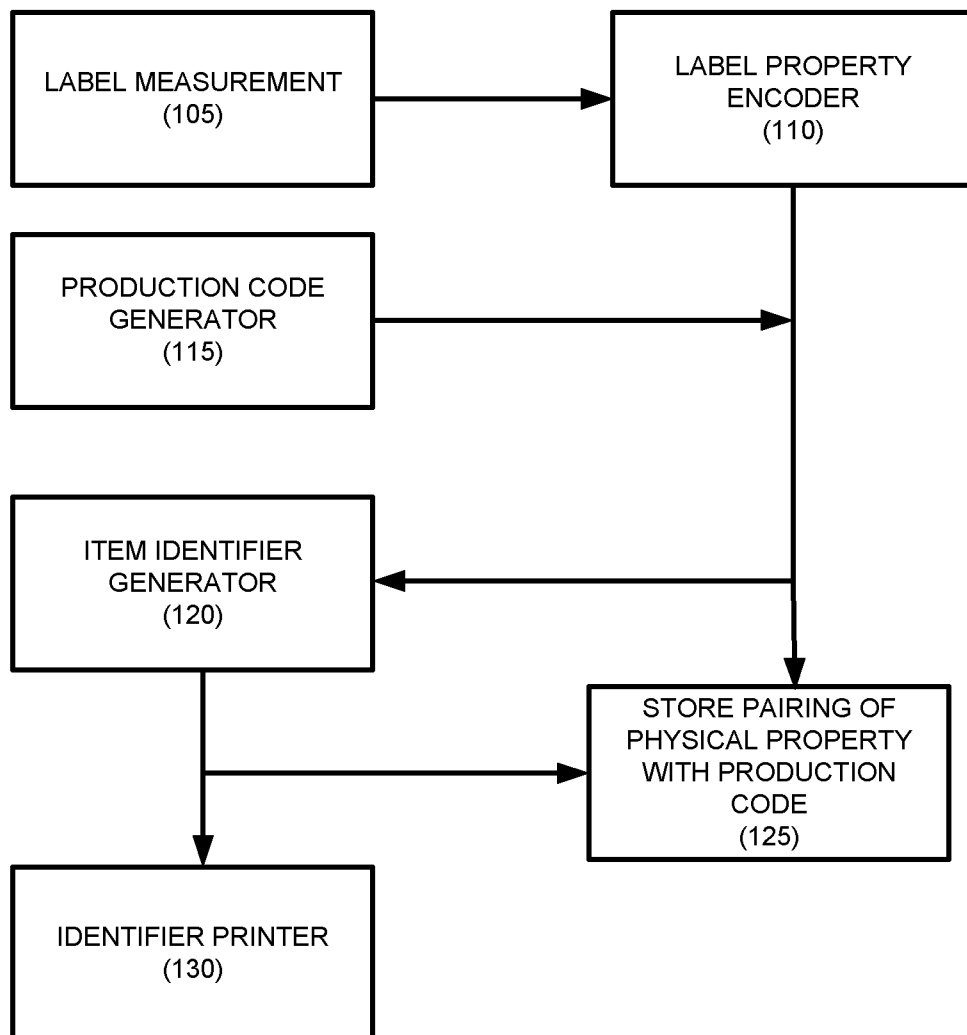 LABEL MEASUREMENT
(105)
LABEL PROPERTY
ENCODER
(110)
PRODUCTION CODE
GENERATOR
(115)
ITEM IDENTIFIER
GENERATOR
(120)
STORE PAIRING OF
PHYSICAL PROPERTY
WITH PRODUCTION
CODE
(125)
IDENTIFIER PRINTER
(130)